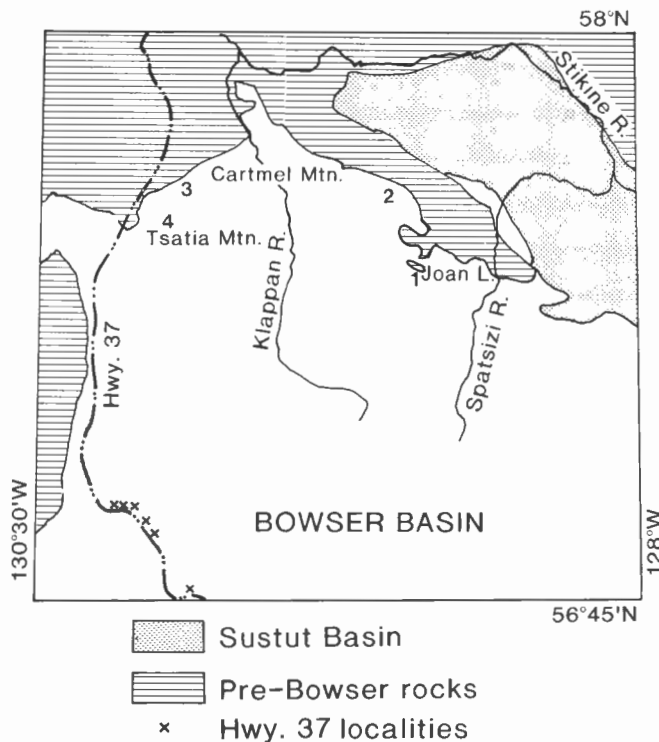 58°N
Stikine R.
Cartmel Mtn.
3
2
4
Tsatia Mtn.
1
Joan L.
Klappan R.
Spatsizi R.
Hwy. 37
BOWSER BASIN
130°30'W
128°W
56°45'N
Sustut Basin
Pre-Bowser rocks
x Hwy. 37 localities